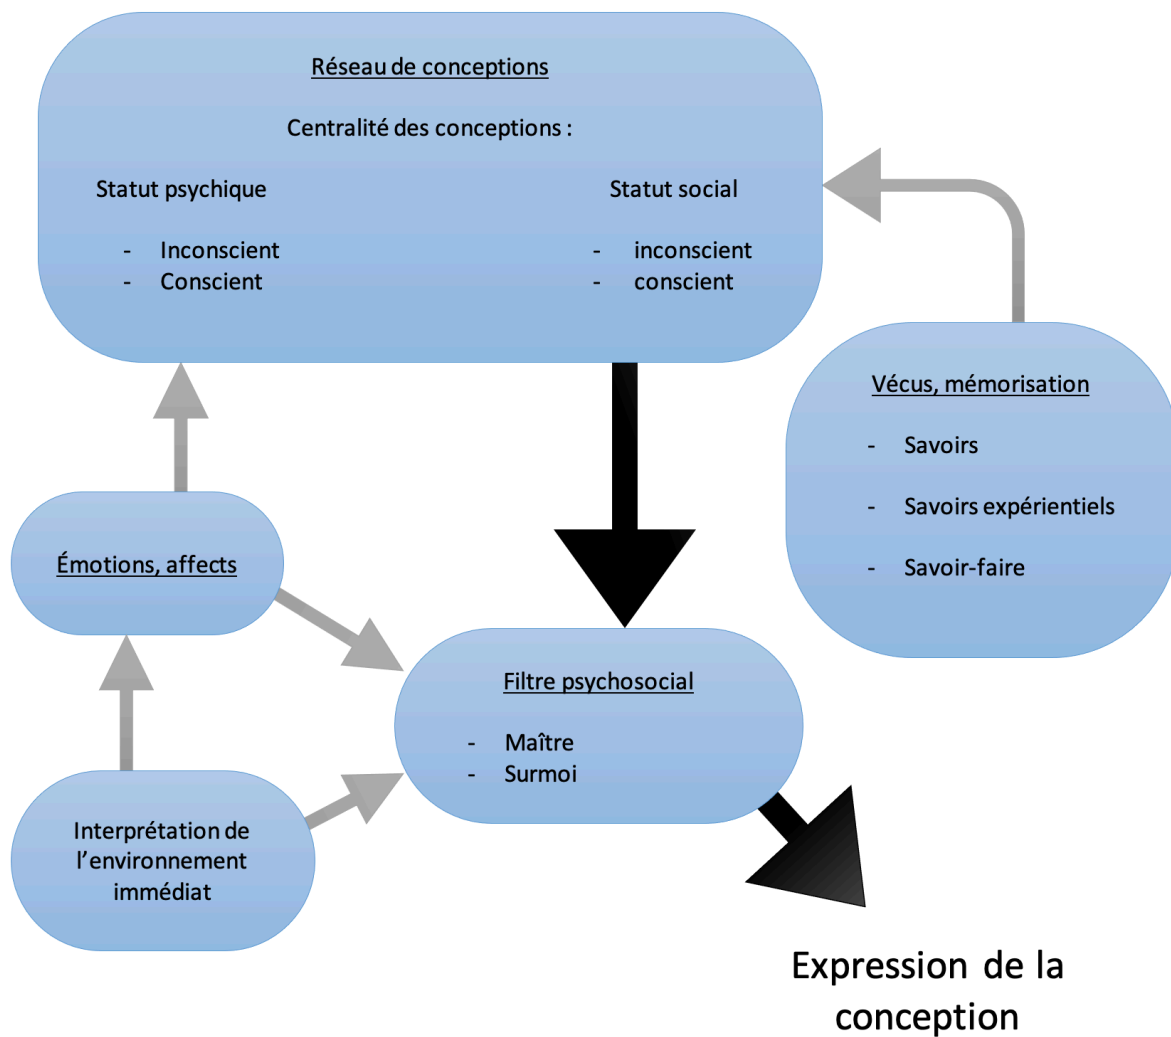 Réseau de conceptions
Centralité des conceptions :
Statut psychique
- Inconscient
- Conscient
Statut social
- inconscient
- conscient
Vécus, mémorisation
- Savoirs
- Savoirs expérientiels
- Savoir-faire
Émotions, affects
Filtre psychosocial
- Maître
- Surmoi
Interprétation de
l’environnement
immédiat
Expression de la
conception